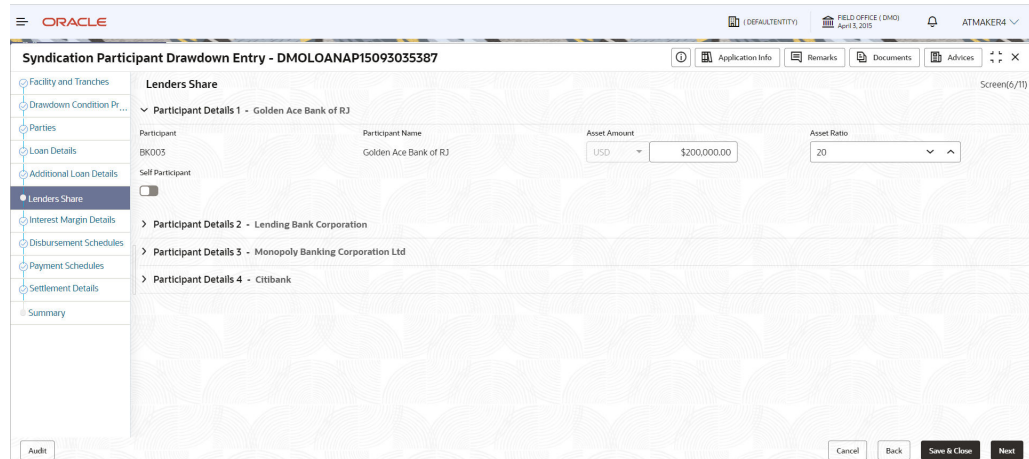 ORACLE
(DEFAULTENTITY)
FIELD OFFICE ( DMO)
April 3, 2015
ATMAKER4
Syndication Participant Drawdown Entry - DMOLOANAP15093035387
Application Info
Remarks
Documents
Advices
Facility and Tranches
Drawdown Condition Pr...
Parties
Loan Details
Additional Loan Details
Lenders Share
Interest Margin Details
Disbursement Schedules
Payment Schedules
Settlement Details
Summary
Lenders Share
Screen(6/11)
Participant Details 1 - Golden Ace Bank of RJ
Participant Participant Name Asset Amount Asset Ratio
BK003 Golden Ace Bank of RJ USD $200,000.00 20
Self Participant
Participant Details 2 - Lending Bank Corporation
Participant Details 3 - Monopoly Banking Corporation Ltd
Participant Details 4 - Citibank
Audit
Cancel
Back
Save & Close
Next